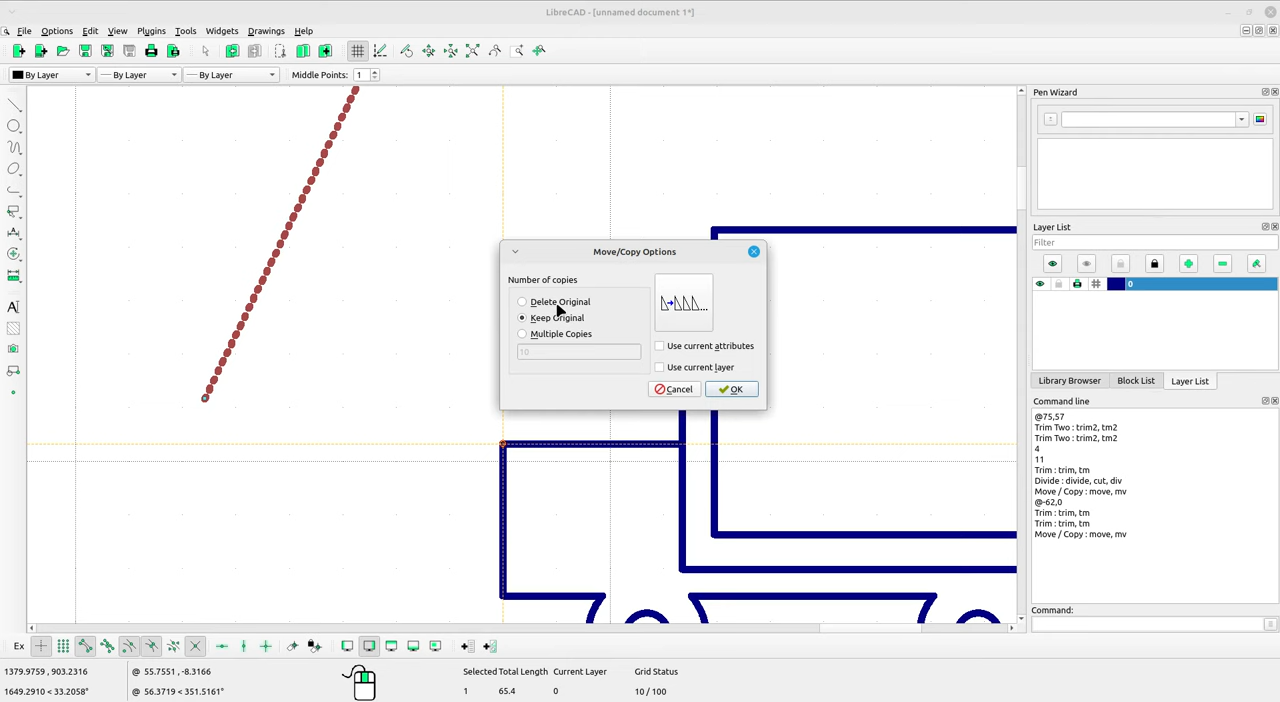 LibreCAD - [unnamed document 1*]
File Options Edit View Plugins Tools Widgets Drawings Help
By Layer By Layer By Layer Middle Points: 1
Pen Wizard
Move/Copy Options
Number of copies
Delete Original
Keep Original
Multiple Copies
10
Use current attributes
Use current layer
Cancel OK
Layer List
Filter
0
Library Browser Block List Layer List
Command line
@75,57
Trim Two : trim2, tm2
Trim Two : trim2, tm2
4
11
Trim : trim, tm
Divide : divide, cut, div
Move / Copy : move, mv
@-62,0
Trim : trim, tm
Trim : trim, tm
Move / Copy : move, mv
Command:
Ex
1379.9759 , 903.2316 @ 55.7551 , -8.3166 Selected Total Length Current Layer Grid Status
1649.2910 < 33.2058° @ 56.3719 < 351.5161° 1 65.4 0 10 / 100